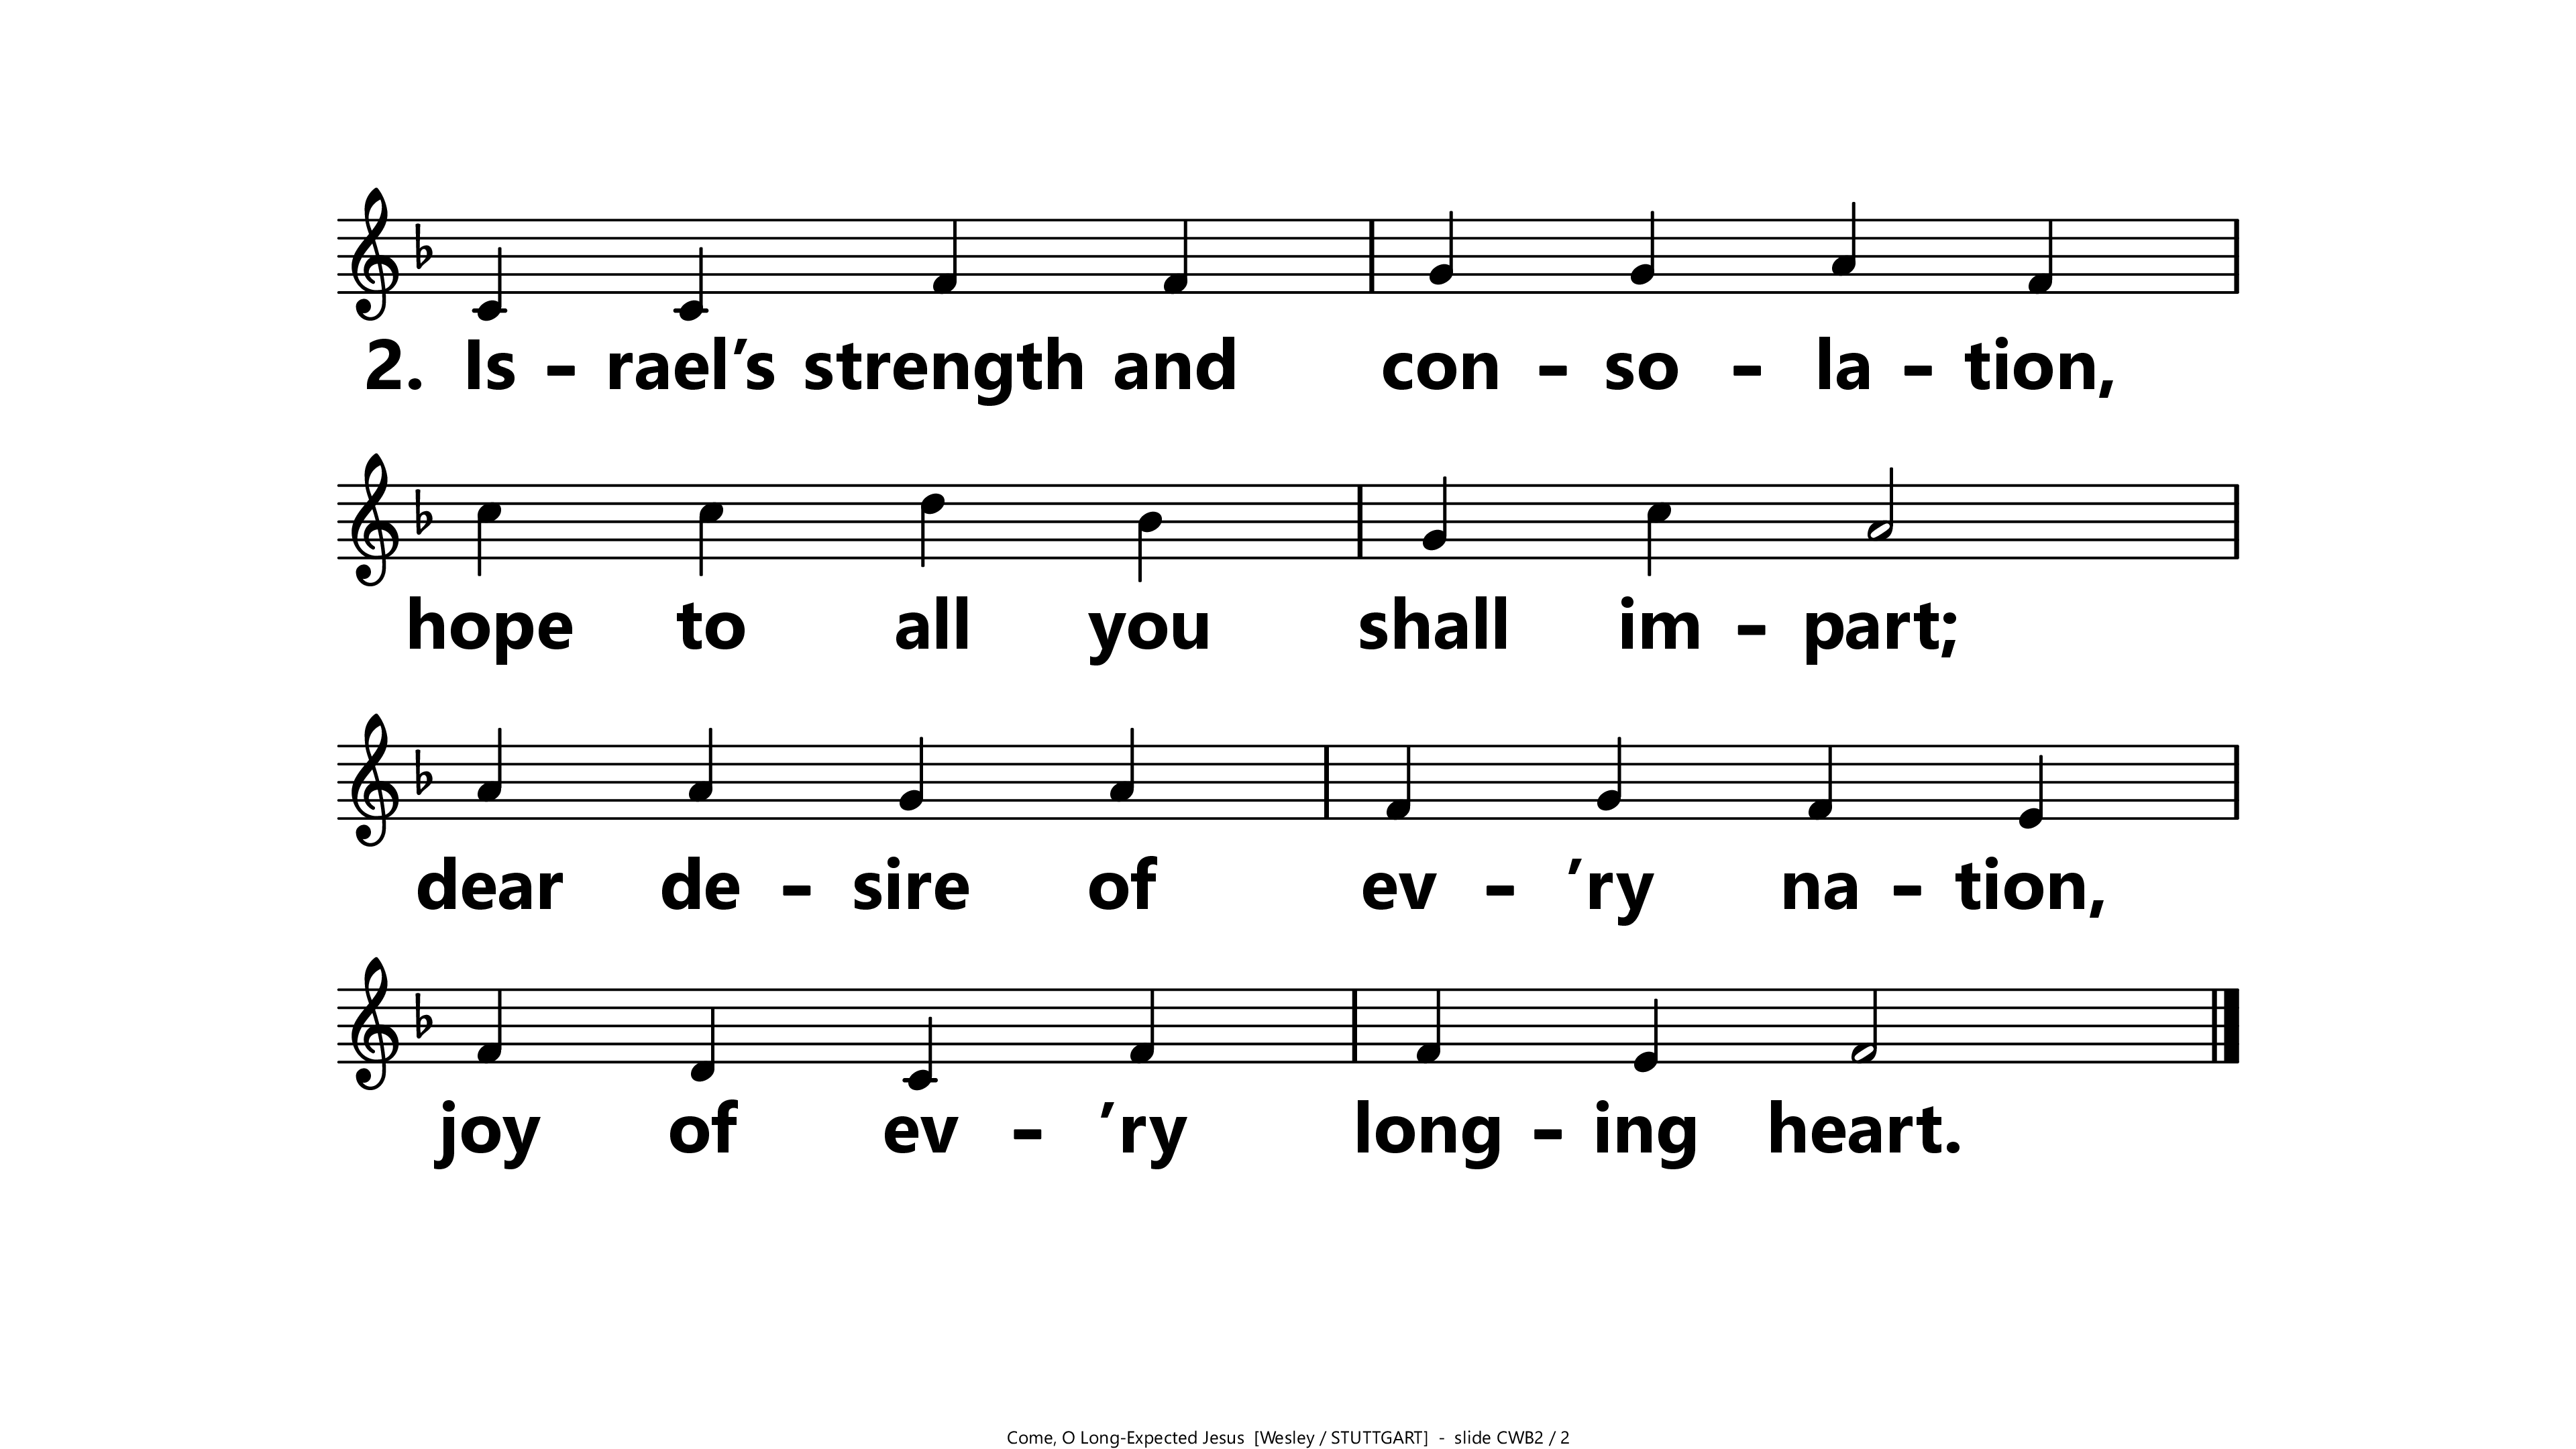 2. Is - rael’s strength and con - so - la - tion,
hope to all you shall im - part;
dear de - sire of ev - ’ry na - tion,
joy of ev - ’ry long - ing heart.
Come, O Long-Expected Jesus [Wesley / STUTTGART] - slide CWB2 / 2